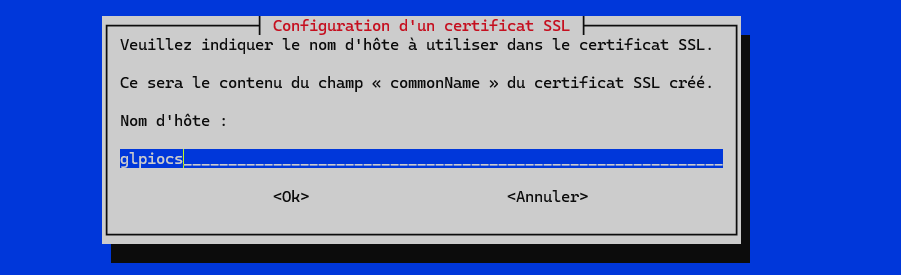 Configuration d'un certificat SSL
Veuillez indiquer le nom d'hôte à utiliser dans le certificat SSL.
Ce sera le contenu du champ « commonName » du certificat SSL créé.
Nom d'hôte :
glpiocs____________________________________________________________
<Ok> <Annuler>